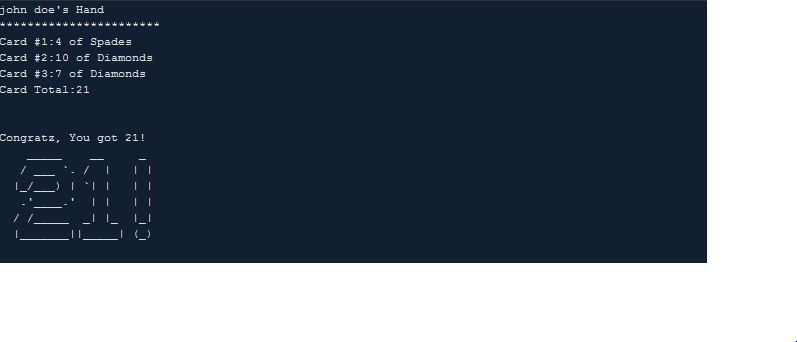 john doe's Hand
***********************
Card #1:4 of Spades
Card #2:10 of Diamonds
Card #3:7 of Diamonds
Card Total:21
Congratz, You got 21!
21!